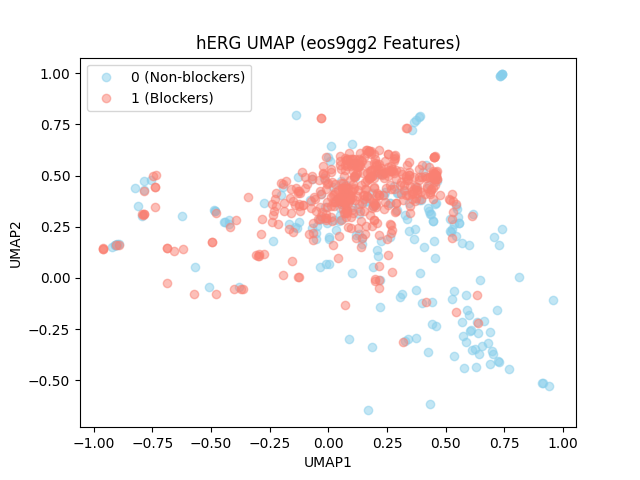 hERG UMAP (eos9gg2 Features)
0 (Non-blockers)
1 (Blockers)
UMAP2
1.00
0.75
0.50
0.25
0.00
−0.25
−0.50
−1.00 −0.75 −0.50 −0.25 0.00 0.25 0.50 0.75 1.00
UMAP1